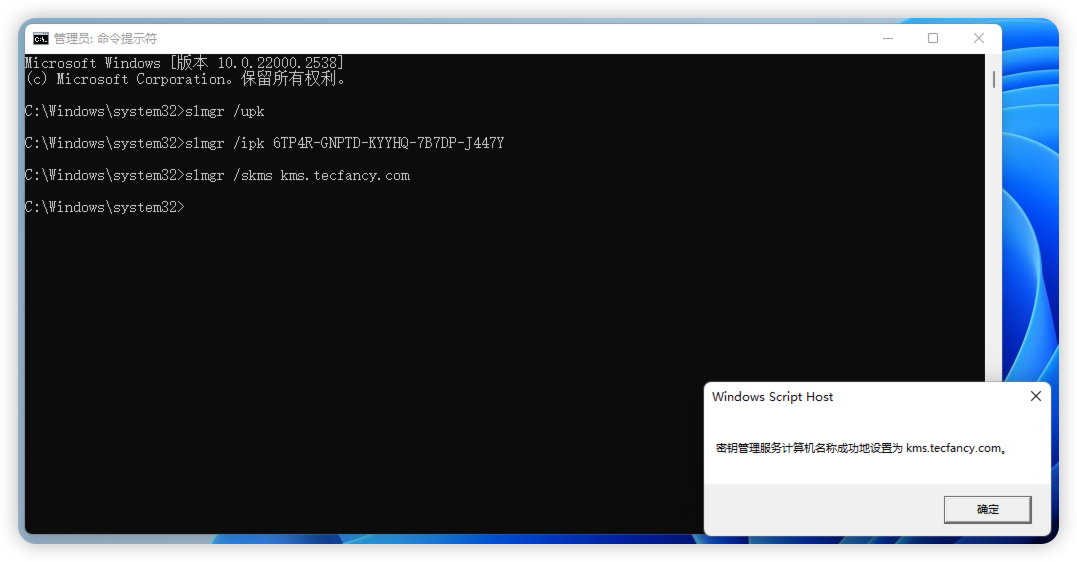 管理员: 命令提示符
Microsoft Windows [版本 10.0.22000.2538]
(c) Microsoft Corporation。保留所有权利。
C:\Windows\system32>slmgr /upk
C:\Windows\system32>slmgr /ipk 6TP4R-GNPTD-KYYHQ-7B7DP-J447Y
C:\Windows\system32>slmgr /skms kms.tecfancy.com
C:\Windows\system32>
Windows Script Host
密钥管理服务计算机名称成功地设置为 kms.tecfancy.com。
确定